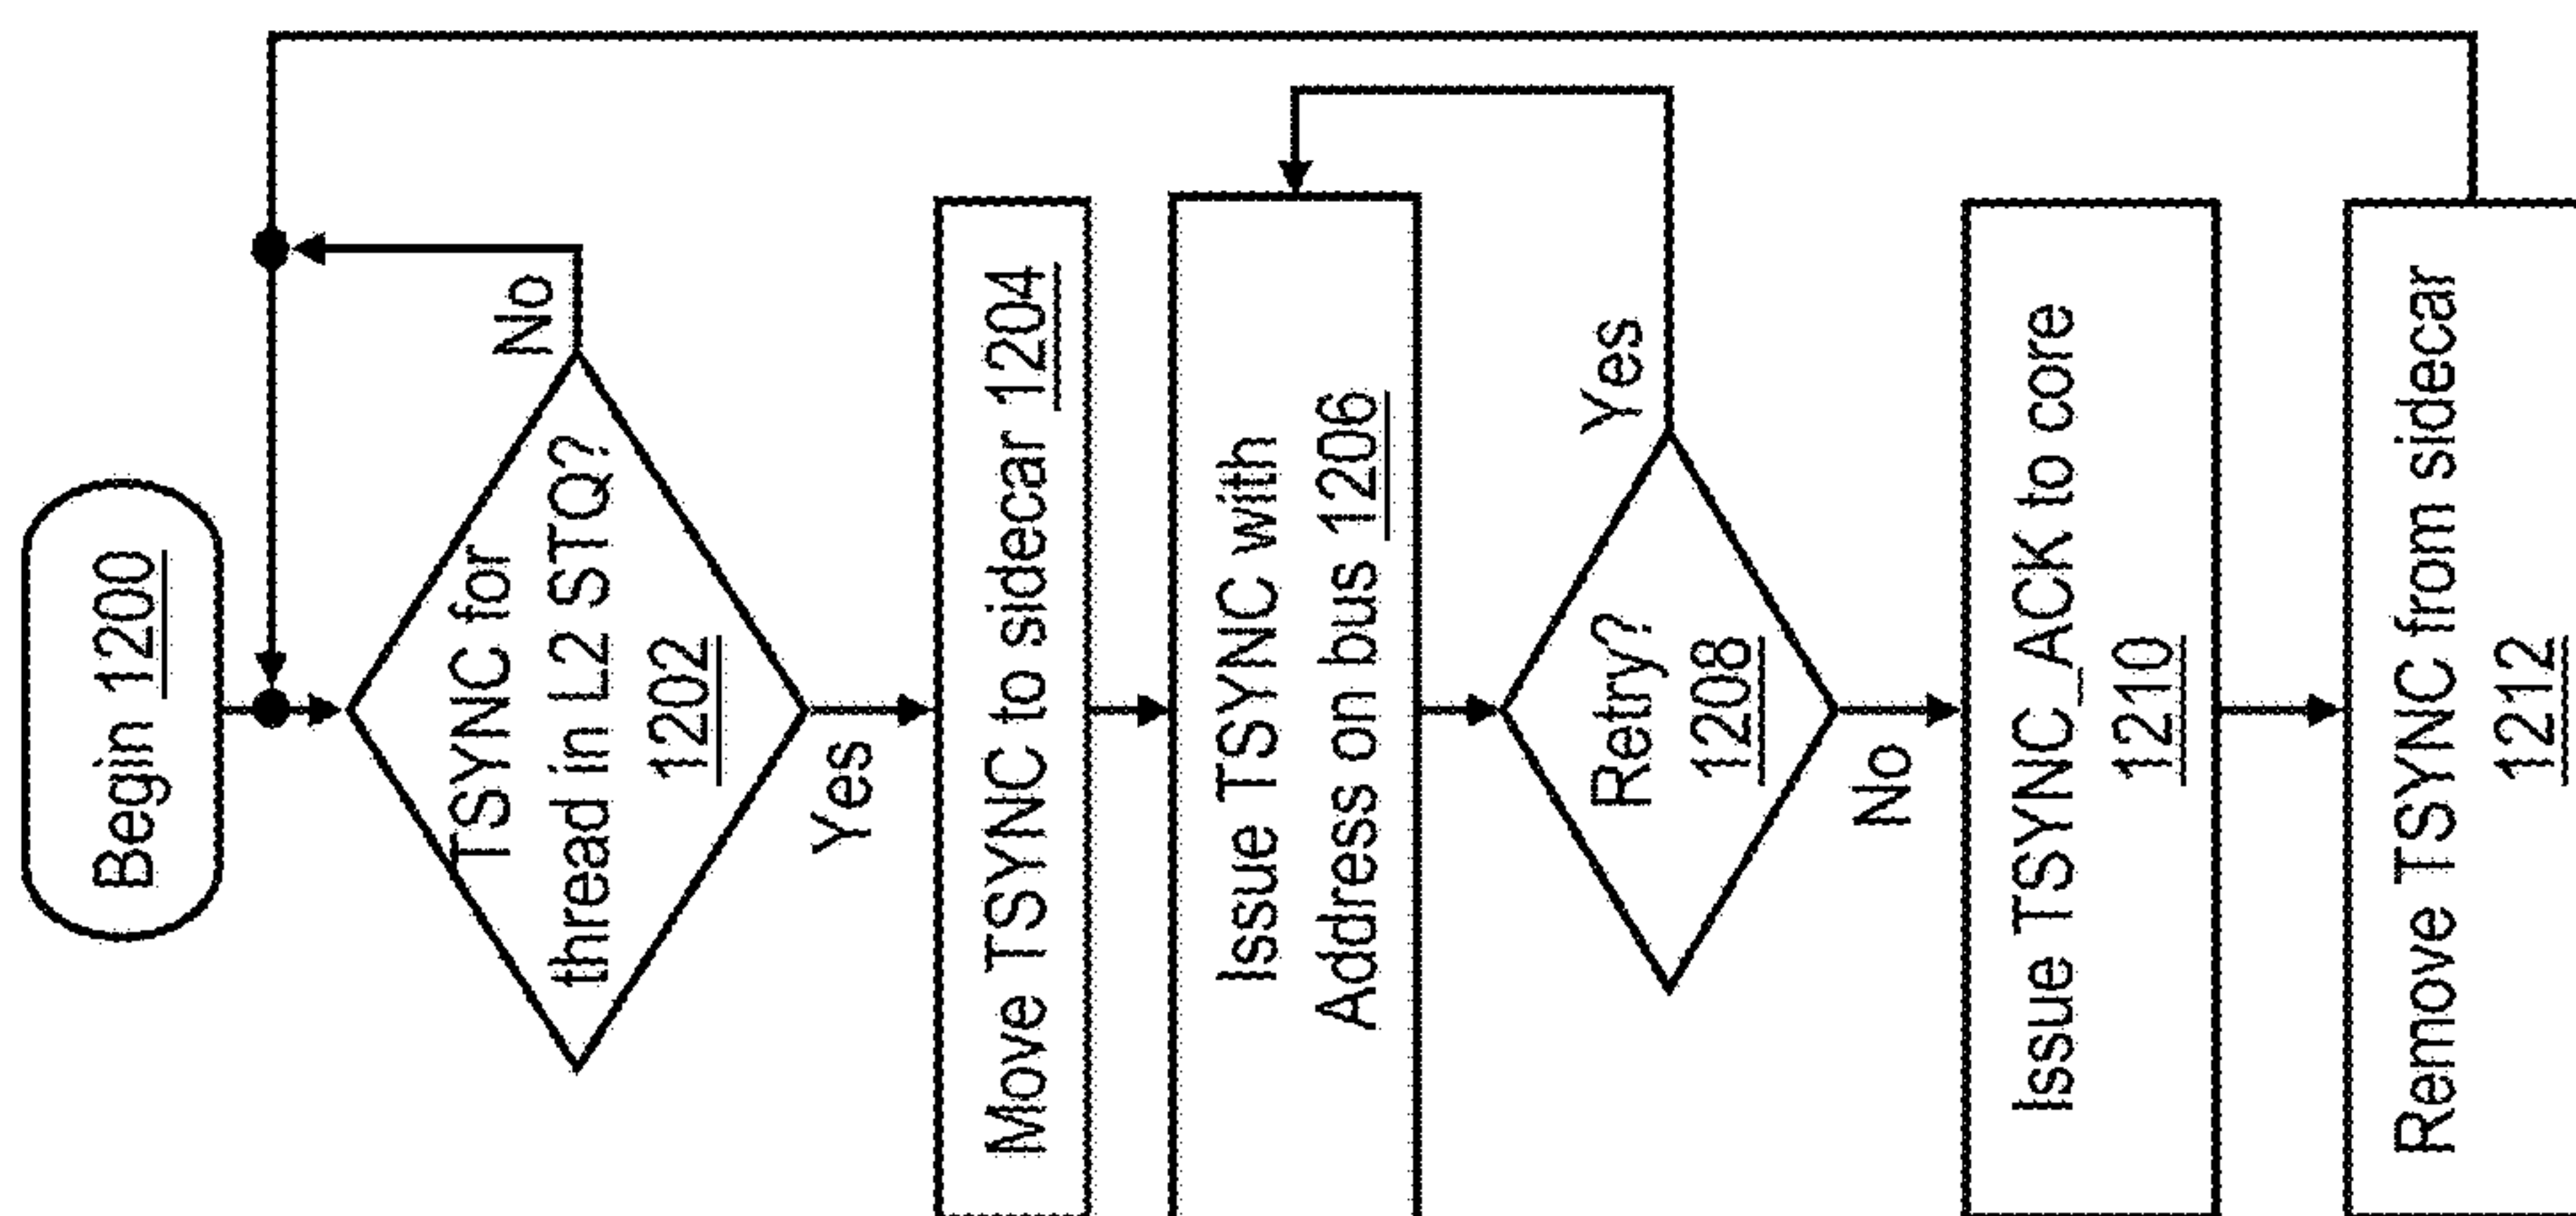 Begin 1200
TSYNC for
thread in L2 STQ?
1202
No
Yes
Move TSYNC to sidecar 1204
Issue TSYNC with
Address on bus 1206
Retry?
1208
Yes
No
Issue TSYNC_ACK to core
1210
Remove TSYNC from sidecar
1212